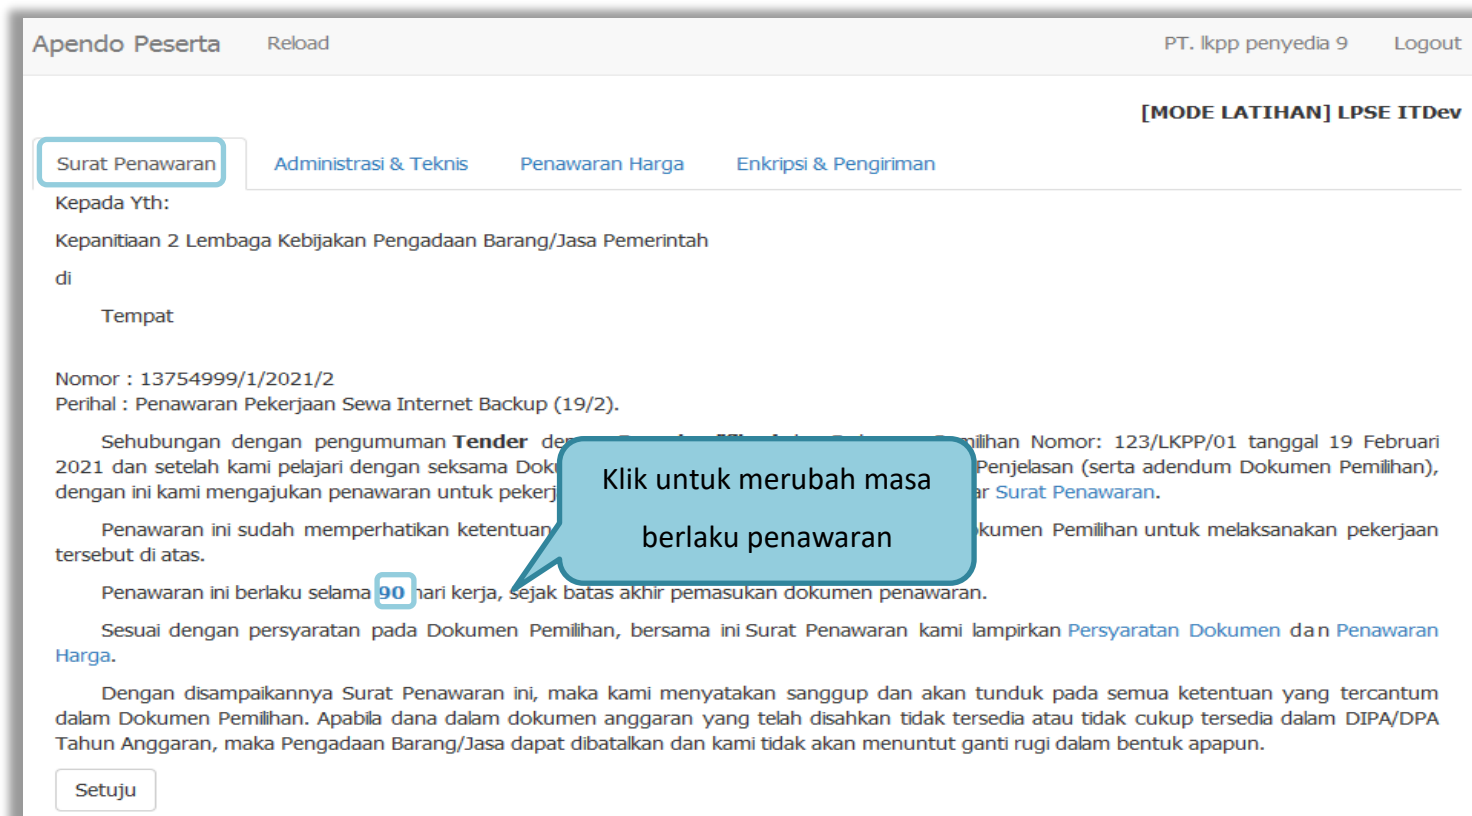 Apendo Peserta Reload PT. lkpp penyedia 9 Logout
[MODE LATIHAN] LPSE ITDev
Surat Penawaran Administrasi & Teknis Penawaran Harga Enkripsi & Pengiriman
Kepada Yth:
Kepanitiaan 2 Lembaga Kebijakan Pengadaan Barang/Jasa Pemerintah
di
Tempat
Nomor : 13754999/1/2021/2
Perihal : Penawaran Pekerjaan Sewa Internet Backup (19/2).
Sehubungan dengan pengumuman Tender Nomor: 123/LKPP/01 tanggal 19 Februari
2021 dan setelah kami pelajari dengan seksama Penjelasan (serta adendum Dokumen Pemilihan),
dengan ini kami mengajukan penawaran untuk Surat Penawaran.
Klik untuk merubah masa
berlaku penawaran
Penawaran ini sudah memperhatikan ketentuan Pemilihan untuk melaksanakan pekerjaan
tersebut di atas.
Penawaran ini berlaku selama 90 hari kerja, sejak batas akhir pemasukan dokumen penawaran.
Sesuai dengan persyaratan pada Dokumen Pemilihan, bersama ini Surat Penawaran kami lampirkan Persyaratan Dokumen dan Penawaran
Harga.
Dengan disampaikannya Surat Penawaran ini, maka kami menyatakan sanggup dan akan tunduk pada semua ketentuan yang tercantum
dalam Dokumen Pemilihan. Apabila dana dalam dokumen anggaran yang telah disahkan tidak tersedia atau tidak cukup tersedia dalam DIPA/DPA
Tahun Anggaran, maka Pengadaan Barang/Jasa dapat dibatalkan dan kami tidak akan menuntut ganti rugi dalam bentuk apapun.
Setuju